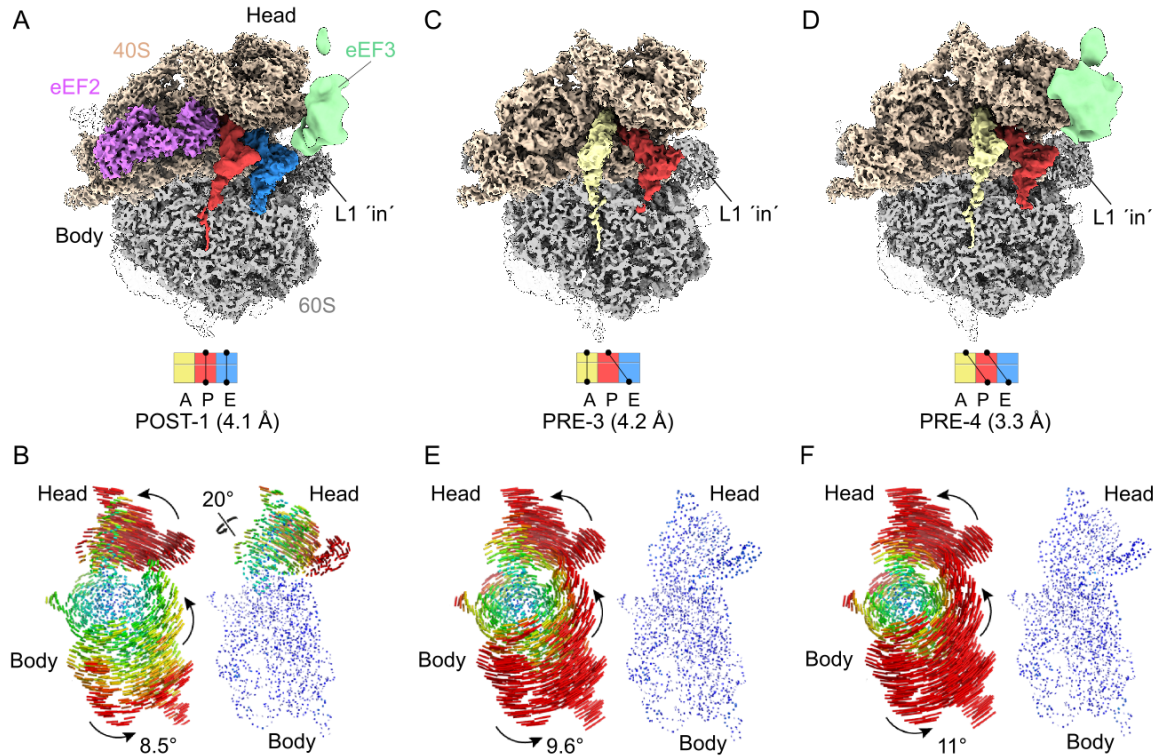 A
Head
40S
eEF3
eEF2
L1 ´in´
Body
60S
A P E
POST-1 (4.1 Å)
C
L1 ´in´
A P E
PRE-3 (4.2 Å)
D
eEF3
L1 ´in´
A P E
PRE-4 (3.3 Å)
B
Head
20°
Head
Body
8.5°
Body
E
Head
Head
Body
9.6°
Body
F
Head
Head
Body
11°
Body